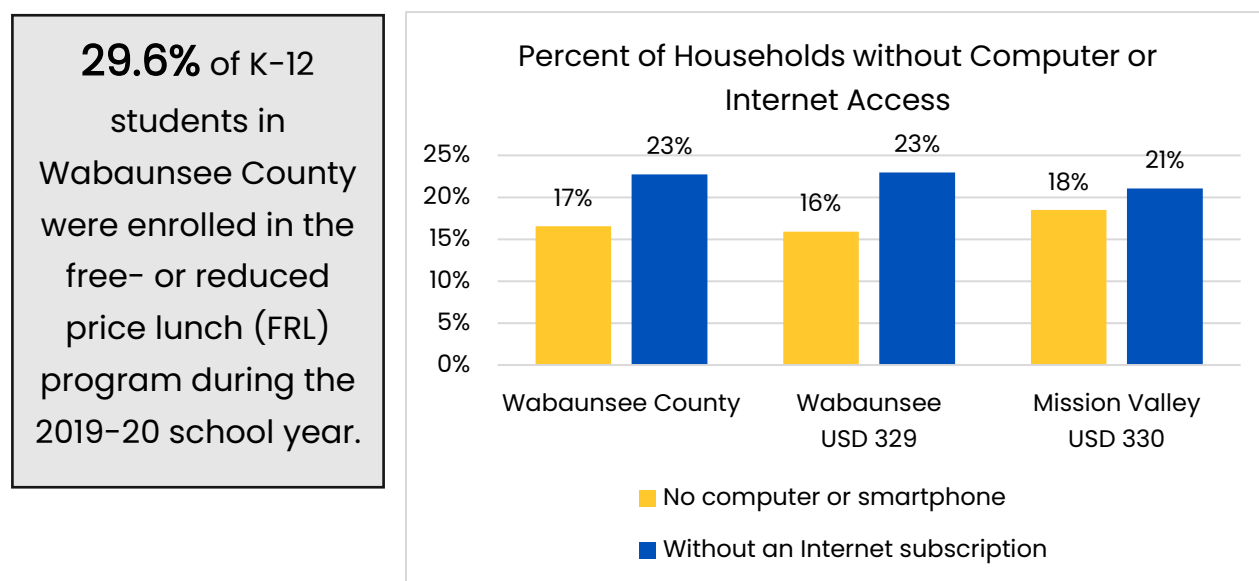 29.6% of K-12
students in
Wabaunsee County
were enrolled in the
free- or reduced
price lunch (FRL)
program during the
2019-20 school year.
Percent of Households without Computer or
Internet Access
25%
20%
15%
10%
5%
0%
17%
23%
16%
23%
18%
21%
Wabaunsee County
Wabaunsee
USD 329
Mission Valley
USD 330
No computer or smartphone
Without an Internet subscription